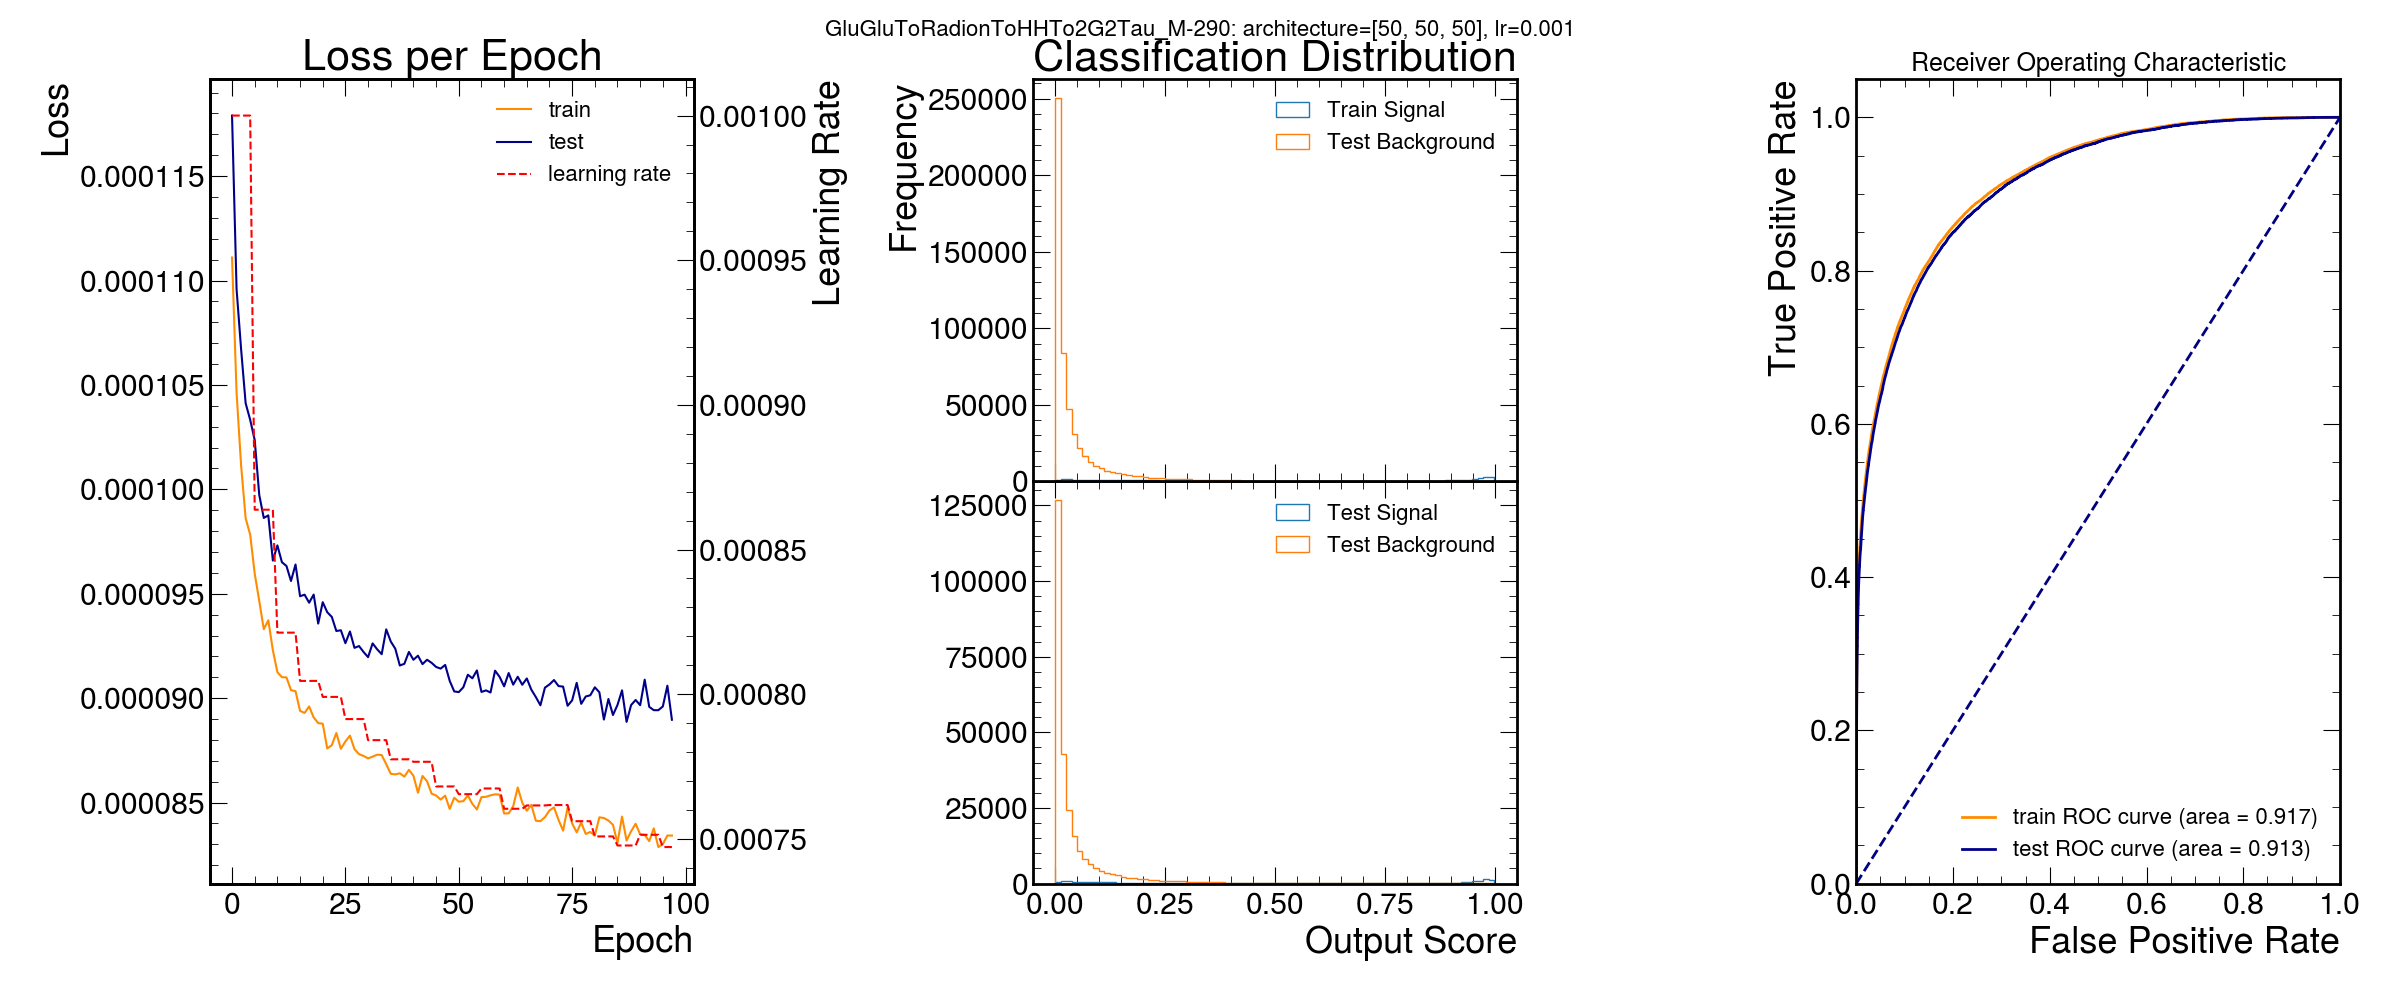 GluGluToRadionToHHTo2G2Tau_M-290: architecture=[50, 50, 50], lr=0.001
Loss per Epoch
Loss
0.000115
0.000110
0.000105
0.000100
0.000095
0.000090
0.000085
train
test
learning rate
0.00100
0.00095
0.00090
0.00085
0.00080
0.00075
Learning Rate
0 25 50 75 100
Epoch
Classification Distribution
Frequency
250000
200000
150000
100000
50000
0
Train Signal
Test Background
125000
100000
75000
50000
25000
0
Test Signal
Test Background
0.00 0.25 0.50 0.75 1.00
Output Score
Receiver Operating Characteristic
True Positive Rate
1.0
0.8
0.6
0.4
0.2
0.0
train ROC curve (area = 0.917)
test ROC curve (area = 0.913)
0.0 0.2 0.4 0.6 0.8 1.0
False Positive Rate